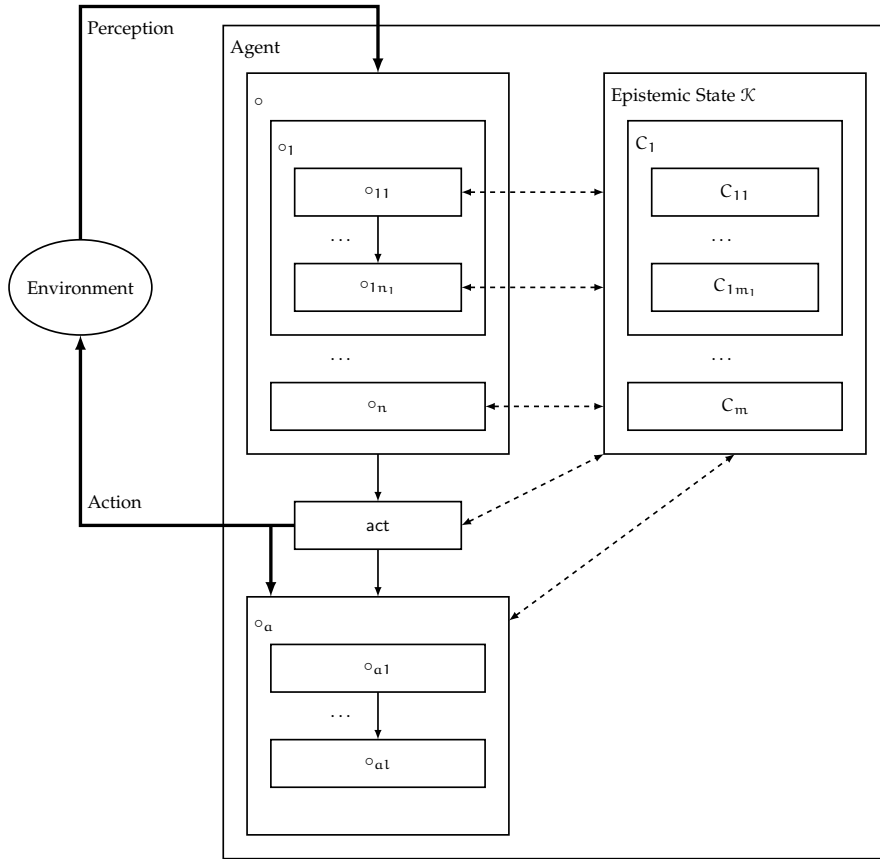 Perception
Agent
∘
Epistemic State 𝒦
∘₁
C₁
∘₁₁
C₁₁
...
...
Environment
∘₁ₙ₁
C₁ₘ₁
...
...
∘ₙ
Cₘ
Action
act
∘ₐ
∘ₐ₁
...
∘ₐₗ